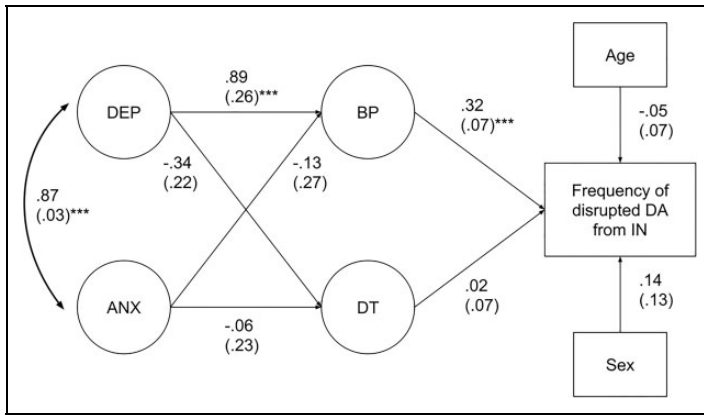 Age
.89
(.26)***
DEP
BP
.32
(.07)***
-.05
(.07)
-.34
(.22)
-.13
(.27)
.87
(.03)***
Frequency of
disrupted DA
from IN
ANX
DT
.02
(.07)
.14
(.13)
-.06
(.23)
Sex